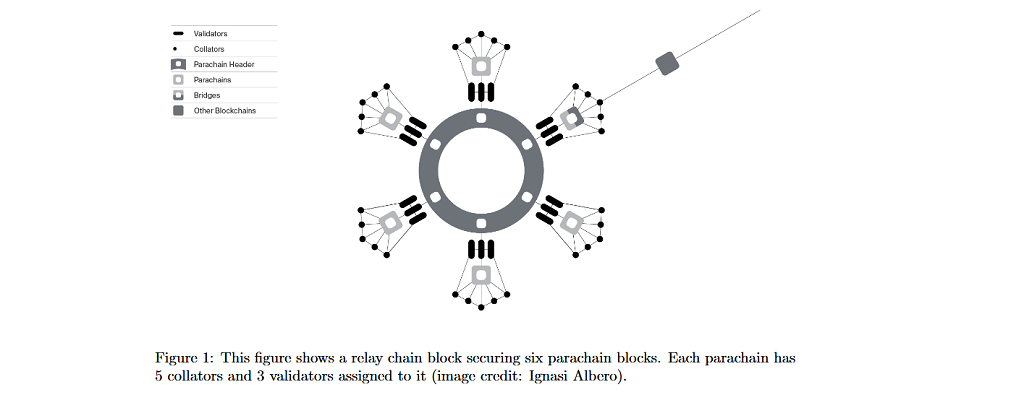 Validators
Collators
Parachain Header
Parachains
Bridges
Other Blockchains
Figure 1: This figure shows a relay chain block securing six parachain blocks. Each parachain has
5 collators and 3 validators assigned to it (image credit: Ignasi Albero).